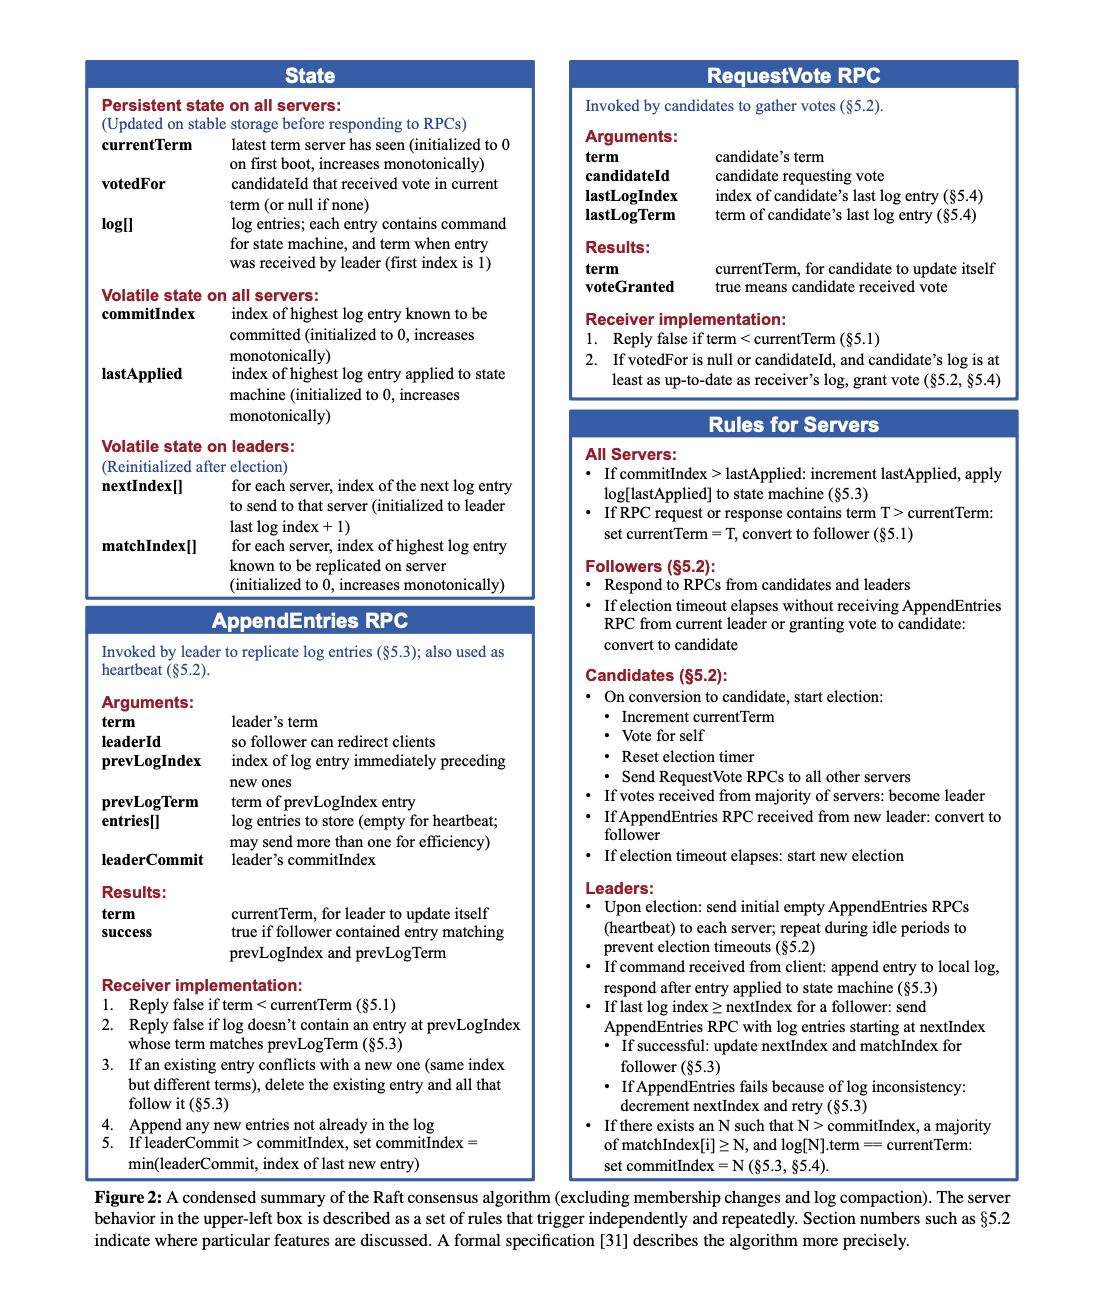 State
Persistent state on all servers:
(Updated on stable storage before responding to RPCs)
currentTerm latest term server has seen (initialized to 0
on first boot, increases monotonically)
votedFor candidateId that received vote in current
term (or null if none)
log[] log entries; each entry contains command
for state machine, and term when entry
was received by leader (first index is 1)
Volatile state on all servers:
commitIndex index of highest log entry known to be
committed (initialized to 0, increases
monotonically)
lastApplied index of highest log entry applied to state
machine (initialized to 0, increases
monotonically)
Volatile state on leaders:
(Reinitialized after election)
nextIndex[] for each server, index of the next log entry
to send to that server (initialized to leader
last log index + 1)
matchIndex[] for each server, index of highest log entry
known to be replicated on server
(initialized to 0, increases monotonically)
AppendEntries RPC
Invoked by leader to replicate log entries (§5.3); also used as
heartbeat (§5.2).
Arguments:
term leader’s term
leaderId so follower can redirect clients
prevLogIndex index of log entry immediately preceding
new ones
prevLogTerm term of prevLogIndex entry
entries[] log entries to store (empty for heartbeat;
may send more than one for efficiency)
leaderCommit leader’s commitIndex
Results:
term currentTerm, for leader to update itself
success true if follower contained entry matching
prevLogIndex and prevLogTerm
Receiver implementation:
1. Reply false if term < currentTerm (§5.1)
2. Reply false if log doesn’t contain an entry at prevLogIndex
whose term matches prevLogTerm (§5.3)
3. If an existing entry conflicts with a new one (same index
but different terms), delete the existing entry and all that
follow it (§5.3)
4. Append any new entries not already in the log
5. If leaderCommit > commitIndex, set commitIndex =
min(leaderCommit, index of last new entry)
RequestVote RPC
Invoked by candidates to gather votes (§5.2).
Arguments:
term candidate’s term
candidateId candidate requesting vote
lastLogIndex index of candidate’s last log entry (§5.4)
lastLogTerm term of candidate’s last log entry (§5.4)
Results:
term currentTerm, for candidate to update itself
voteGranted true means candidate received vote
Receiver implementation:
1. Reply false if term < currentTerm (§5.1)
2. If votedFor is null or candidateId, and candidate’s log is at
least as up-to-date as receiver’s log, grant vote (§5.2, §5.4)
Rules for Servers
All Servers:
• If commitIndex > lastApplied: increment lastApplied, apply
log[lastApplied] to state machine (§5.3)
• If RPC request or response contains term T > currentTerm:
set currentTerm = T, convert to follower (§5.1)
Followers (§5.2):
• Respond to RPCs from candidates and leaders
• If election timeout elapses without receiving AppendEntries
RPC from current leader or granting vote to candidate:
convert to candidate
Candidates (§5.2):
• On conversion to candidate, start election:
• Increment currentTerm
• Vote for self
• Reset election timer
• Send RequestVote RPCs to all other servers
• If votes received from majority of servers: become leader
• If AppendEntries RPC received from new leader: convert to
follower
• If election timeout elapses: start new election
Leaders:
• Upon election: send initial empty AppendEntries RPCs
(heartbeat) to each server; repeat during idle periods to
prevent election timeouts (§5.2)
• If command received from client: append entry to local log,
respond after entry applied to state machine (§5.3)
• If last log index ≥ nextIndex for a follower: send
AppendEntries RPC with log entries starting at nextIndex
• If successful: update nextIndex and matchIndex for
follower (§5.3)
• If AppendEntries fails because of log inconsistency:
decrement nextIndex and retry (§5.3)
• If there exists an N such that N > commitIndex, a majority
of matchIndex[i] ≥ N, and log[N].term == currentTerm:
set commitIndex = N (§5.3, §5.4).
Figure 2: A condensed summary of the Raft consensus algorithm (excluding membership changes and log compaction). The server
behavior in the upper-left box is described as a set of rules that trigger independently and repeatedly. Section numbers such as §5.2
indicate where particular features are discussed. A formal specification [31] describes the algorithm more precisely.